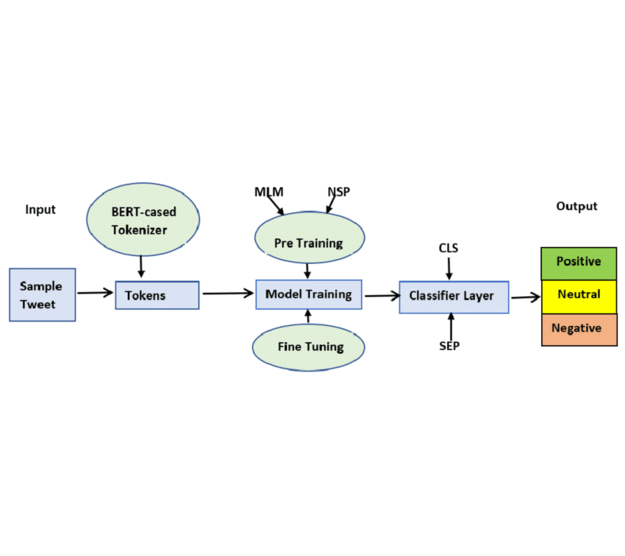 Input
BERT-cased
Tokenizer
MLM
NSP
Pre Training
Output
CLS
Positive
Sample
Tweet
Tokens
Model Training
Classifier Layer
Neutral
Negative
Fine Tuning
SEP